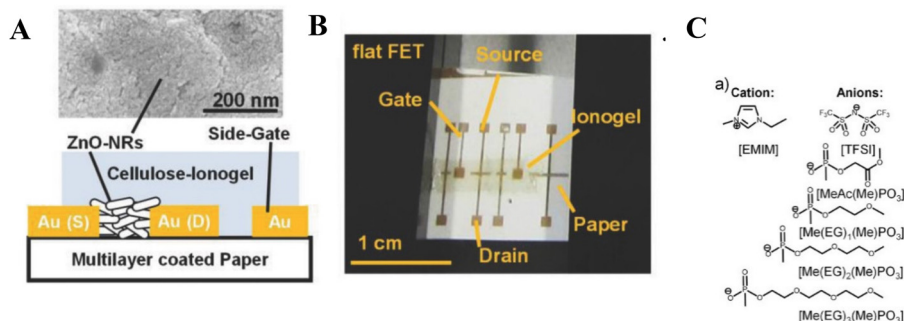 A
200 nm
ZnO-NRs
Side-Gate
Cellulose-Ionogel
Au (S)
Au (D)
Au
Multilayer coated Paper
B
flat FET
Source
Gate
Ionogel
Paper
1 cm
Drain
C
a)
Cation:
Anions:
N
N
⊕
[EMIM]
⊖
N
F₃C
CF₃
S
S
O
O
O
O
[TFSI]
⊖
O
O
P
O
O
O
[MeAc(Me)PO₃]
⊖
O
O
P
O
O
[Me(EG)₁(Me)PO₃]
⊖
O
O
P
O
O
O
[Me(EG)₂(Me)PO₃]
⊖
O
O
P
O
O
O
O
[Me(EG)₃(Me)PO₃]